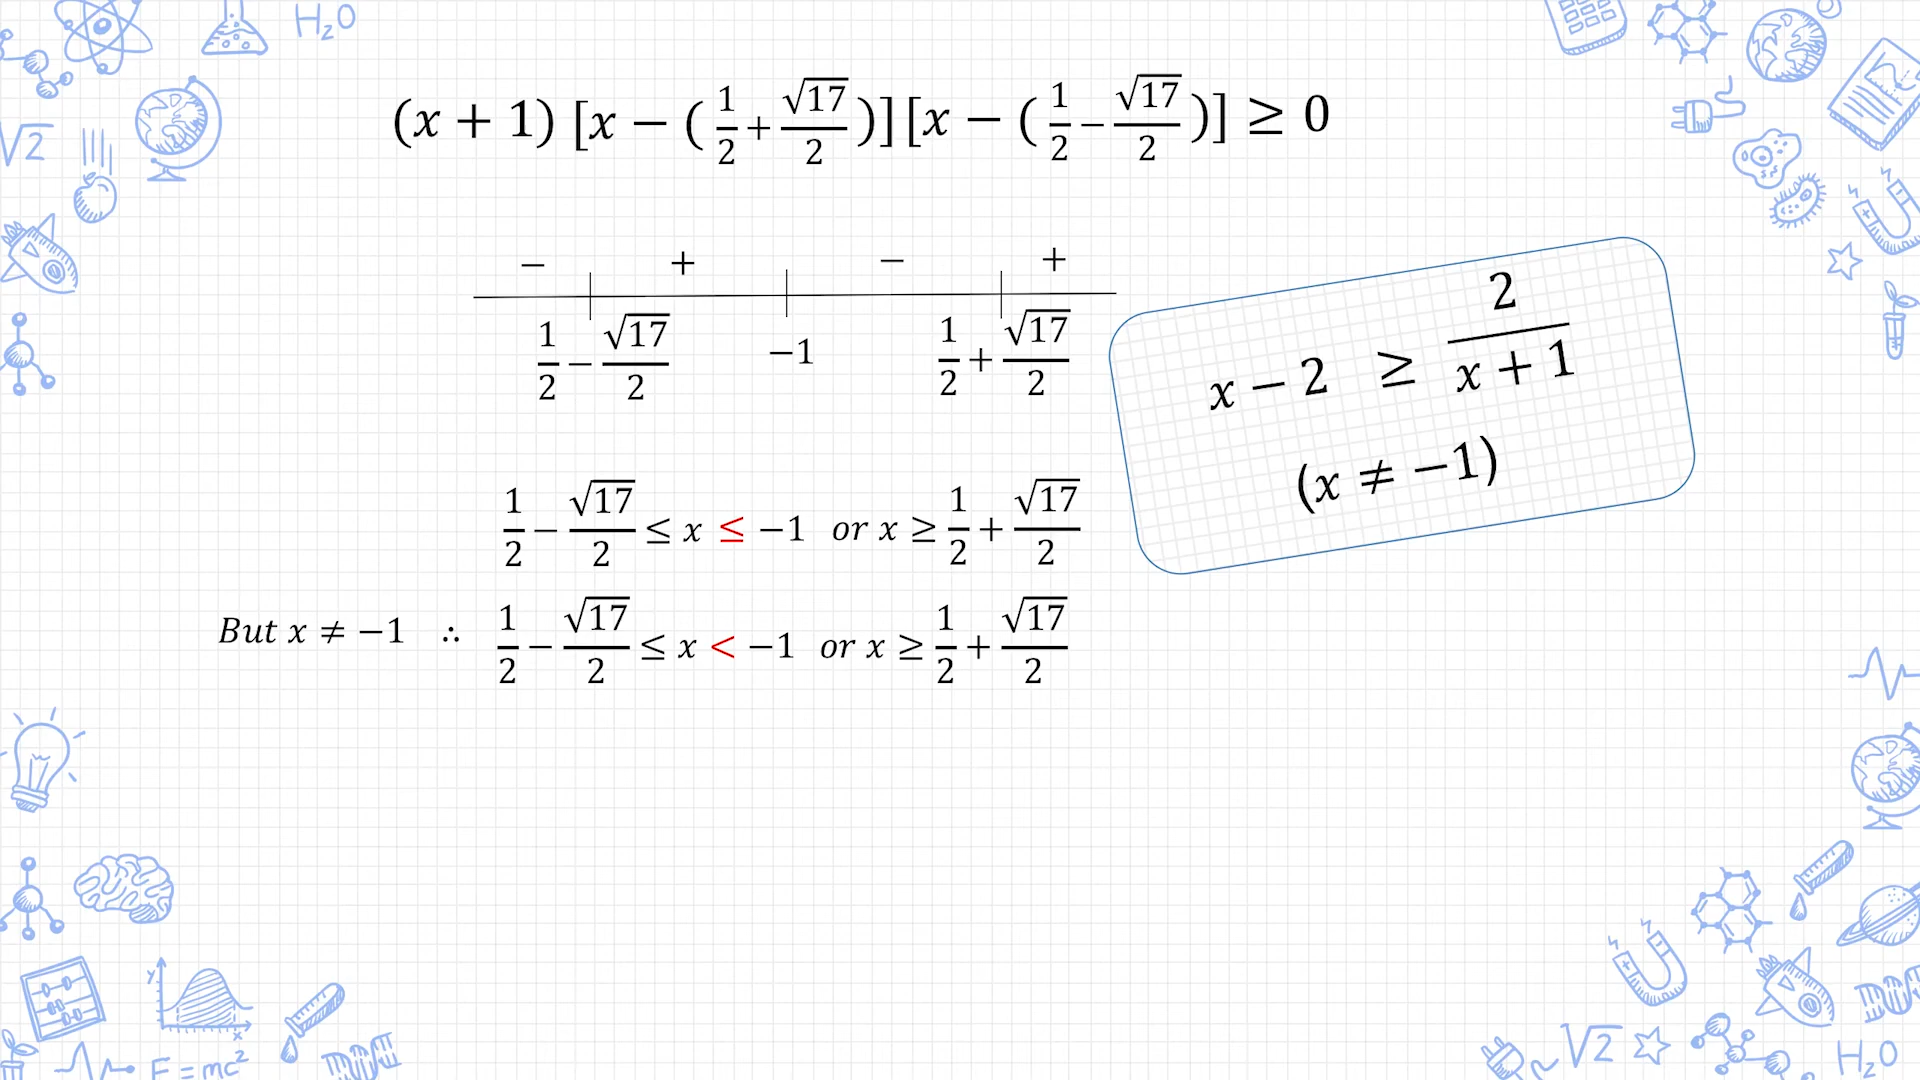 H₂O
(x + 1) [x − (1/2 + √17/2)][x − (1/2 − √17/2)] ≥ 0
√2
− + − +
1/2 − √17/2 −1 1/2 + √17/2
x − 2 ≥ 2/(x + 1)
(x ≠ −1)
1/2 − √17/2 ≤ x ≤ −1 or x ≥ 1/2 + √17/2
But x ≠ −1 ∴ 1/2 − √17/2 ≤ x < −1 or x ≥ 1/2 + √17/2
y
x
E = mc²
√2
H₂O